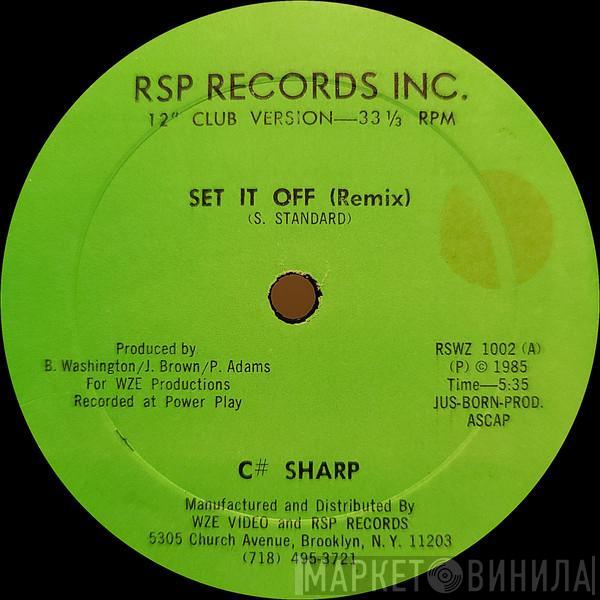 RSP RECORDS INC.
12" CLUB VERSION—33 ⅓ RPM
SET IT OFF (Remix)
(S. STANDARD)
Produced by
B. Washington/J. Brown/P. Adams
For WZE Productions
Recorded at Power Play
RSWZ 1002 (A)
(P) © 1985
Time—5:35
JUS-BORN-PROD.
ASCAP
C# SHARP
Manufactured and Distributed By
WZE VIDEO and RSP RECORDS
5305 Church Avenue, Brooklyn, N.Y. 11203
(718) 495-3721
МАРКЕТ ВИНИЛА